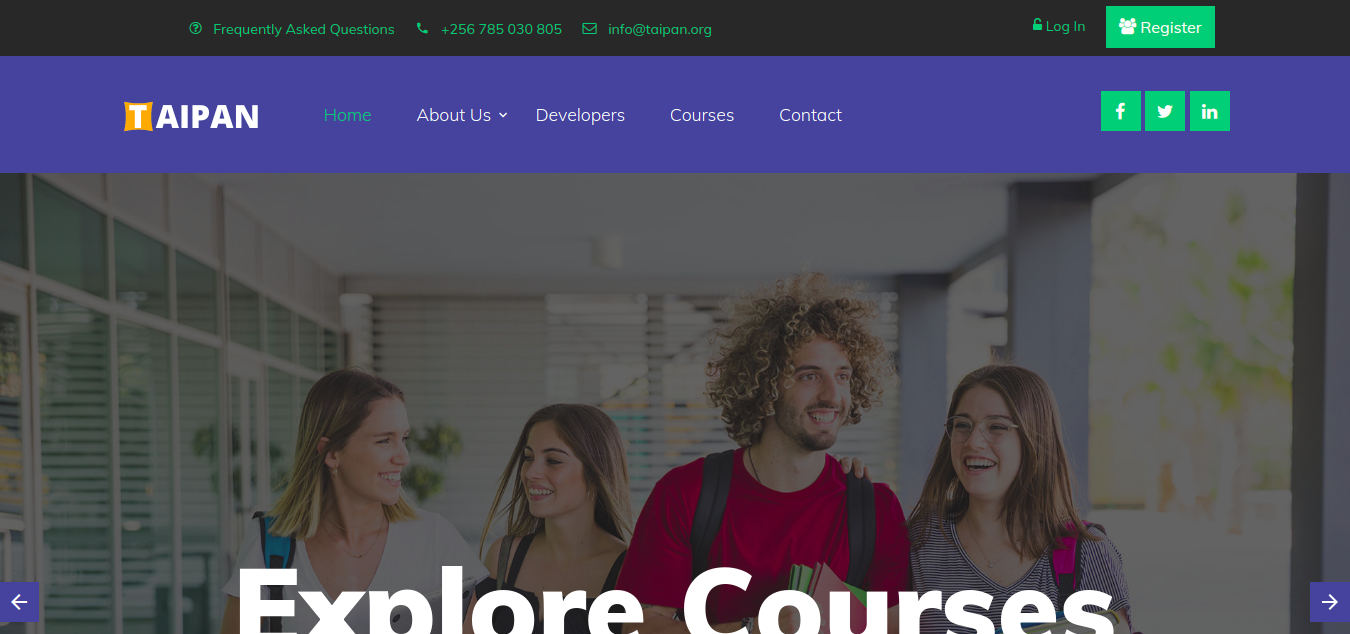 Frequently Asked Questions +256 785 030 805 info@taipan.org Log In Register
TAIPAN Home About Us Developers Courses Contact
Explore Courses